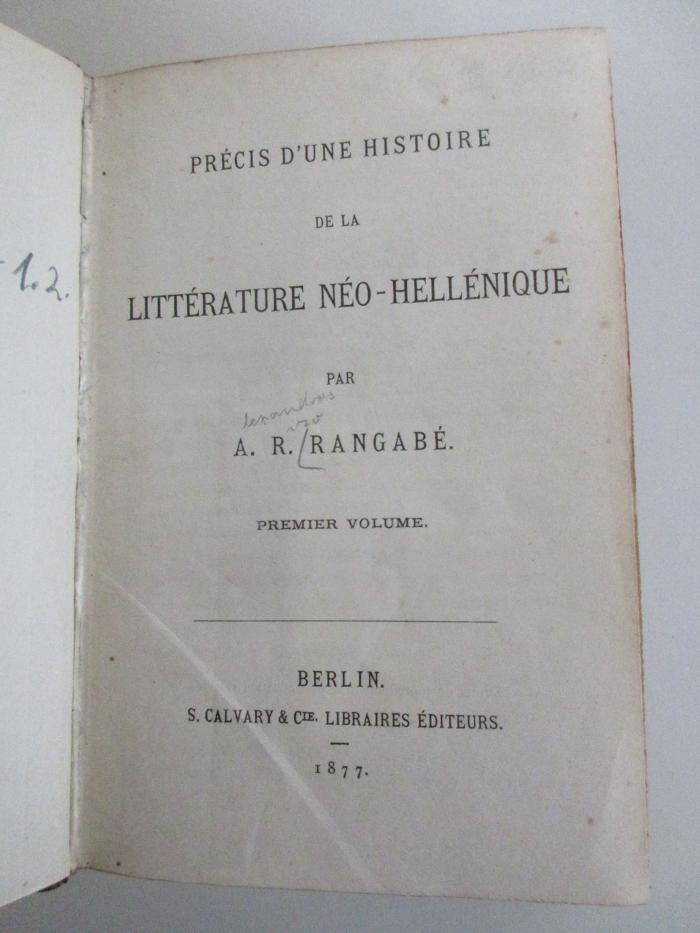 PRÉCIS D'UNE HISTOIRE
DE LA
LITTÉRATURE NÉO-HELLÉNIQUE
PAR
lexandros
A. R. RANGABÉ.
PREMIER VOLUME.
BERLIN.
S. CALVARY & CIE. LIBRAIRES ÉDITEURS.
1877.
1.2.